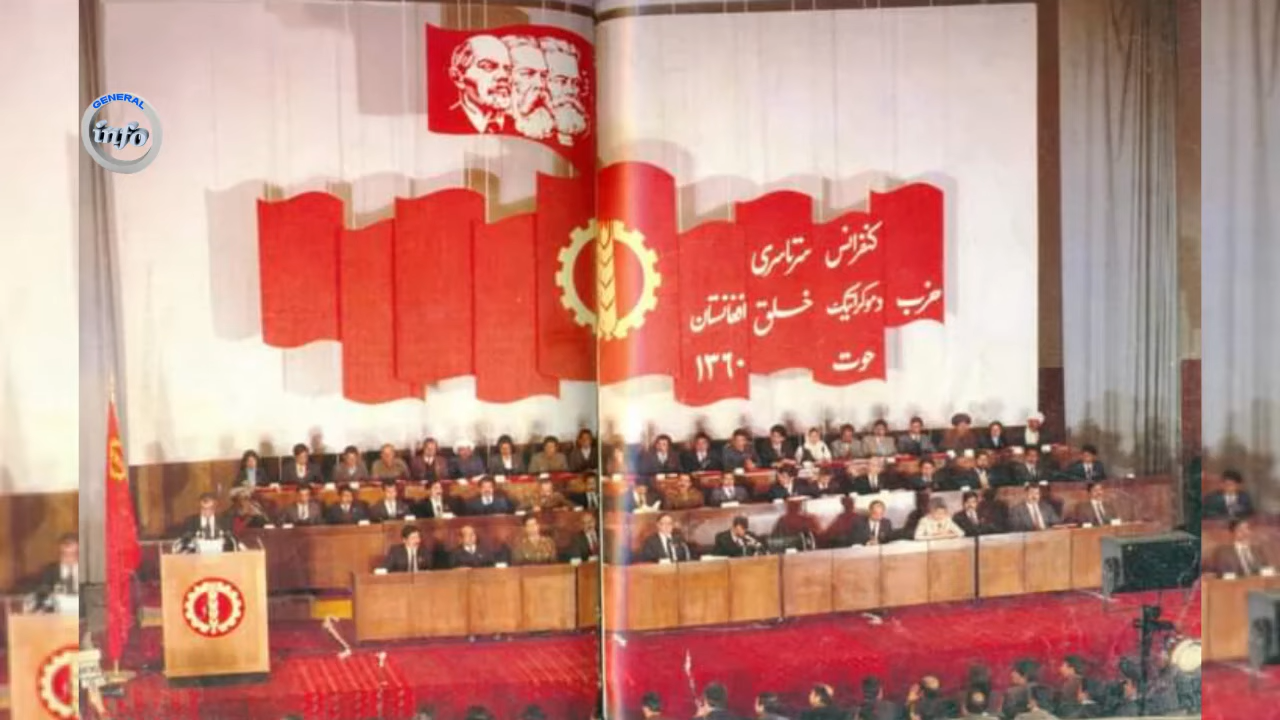 GENERAL
info
کنفرانس سرتاسری
حزب دموکراتیک خلق افغانستان
حوت ۱۳۶۰